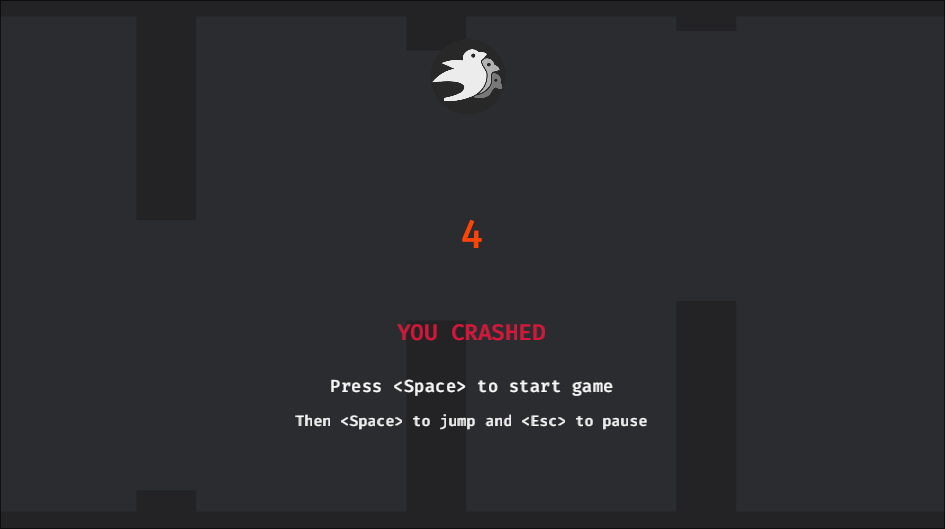 4
YOU CRASHED
Press <Space> to start game
Then <Space> to jump and <Esc> to pause